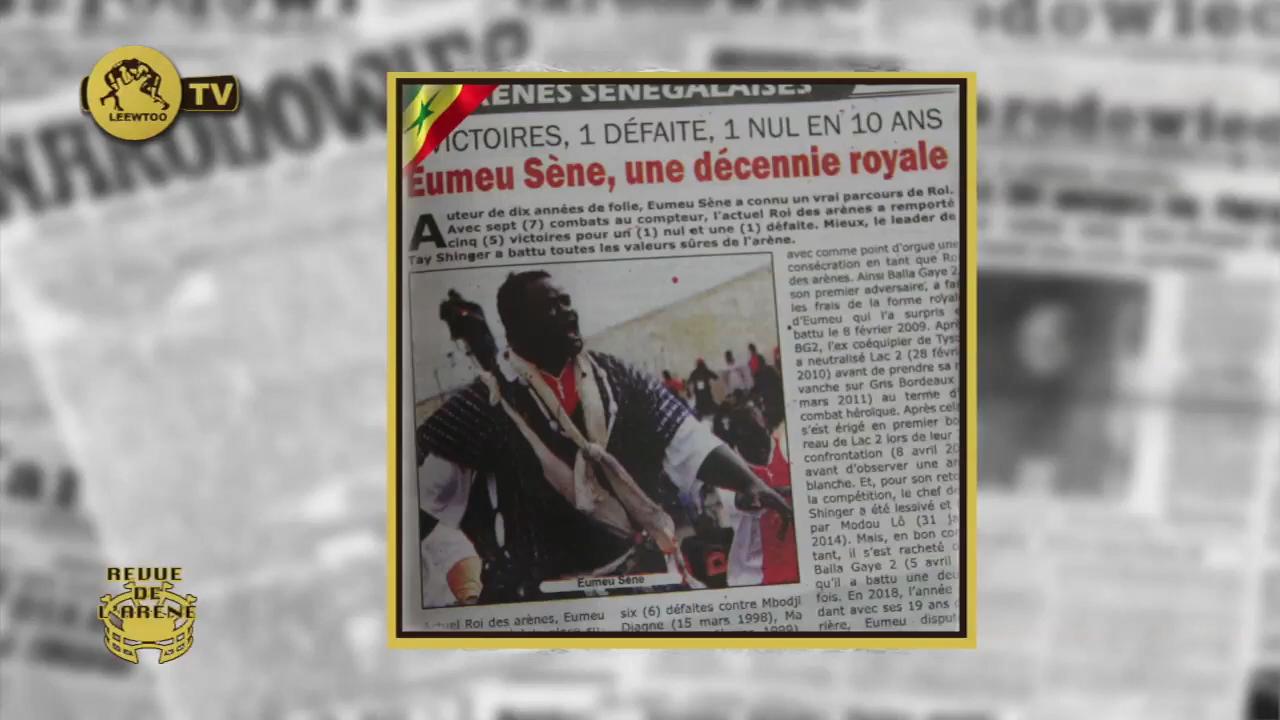 LEEWTOO
TV
REVUE
DE
L'ARÈNE
NARODOWIEC
ARÈNES SÉNÉGALAISES
VICTOIRES, 1 DÉFAITE, 1 NUL EN 10 ANS
Eumeu Sène, une décennie royale
Auteur de dix années de folie, Eumeu Sène a connu un vrai parcours de Roi.
Avec sept (7) combats au compteur, l'actuel Roi des arènes a remporté
cinq (5) victoires pour un (1) nul et une (1) défaite. Mieux, le leader de
Tay Shinger a battu toutes les valeurs sûres de l'arène.
Eumeu Sène
Actuel Roi des arènes, Eumeu
six (6) défaites contre Mbodji
Diagne (15 mars 1998), Ma
avec comme point d'orgue une
consécration en tant que Ro
des arènes. Ainsi Balla Gaye 2,
son premier adversaire, a fai
les frais de la forme royal
d'Eumeu qui l'a surpris e
battu le 8 février 2009. Aprè
BG2, l'ex coéquipier de Tyso
a neutralisé Lac 2 (28 févri
2010) avant de prendre sa r
vanche sur Gris Bordeaux
mars 2011) au terme d'
combat héroïque. Après cela
s'est érigé en premier bo
reau de Lac 2 lors de leur
confrontation (8 avril 20
avant d'observer une an
blanche. Et, pour son reto
la compétition, le chef de
Shinger a été lessivé et
par Modou Lô (31 ja
2014). Mais, en bon co
tant, il s'est racheté
Balla Gaye 2 (5 avril
qu'il a battu une deu
fois. En 2018, l'année
dant avec ses 19 ans
rière, Eumeu disput